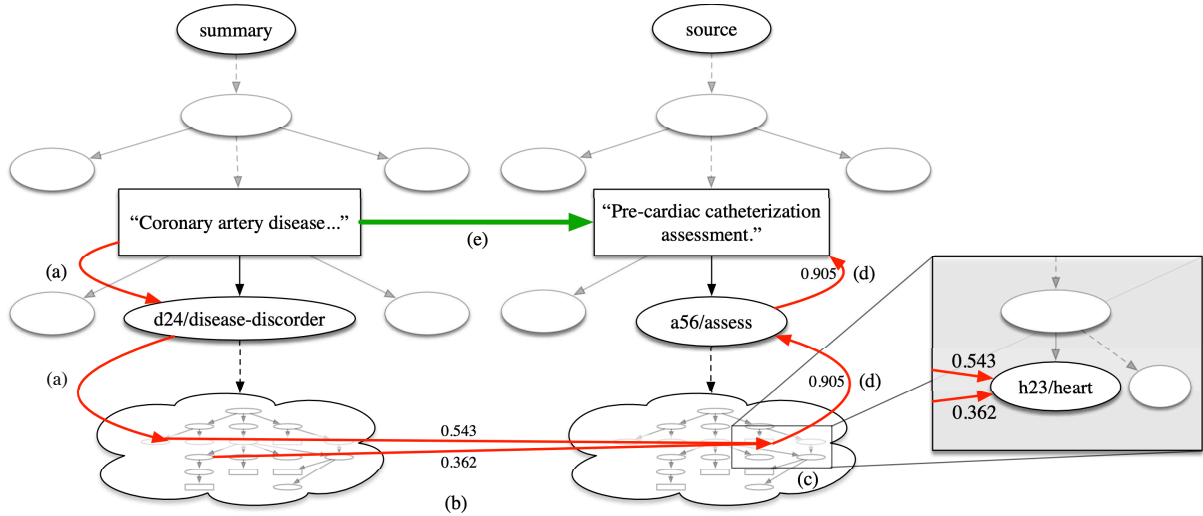 summary
source
“Coronary artery disease...”
“Pre-cardiac catheterization
assessment.”
(e)
(a)
0.905
(d)
d24/disease-discorder
a56/assess
0.543
h23/heart
0.362
(a)
0.905
(d)
0.543
0.362
(c)
(b)